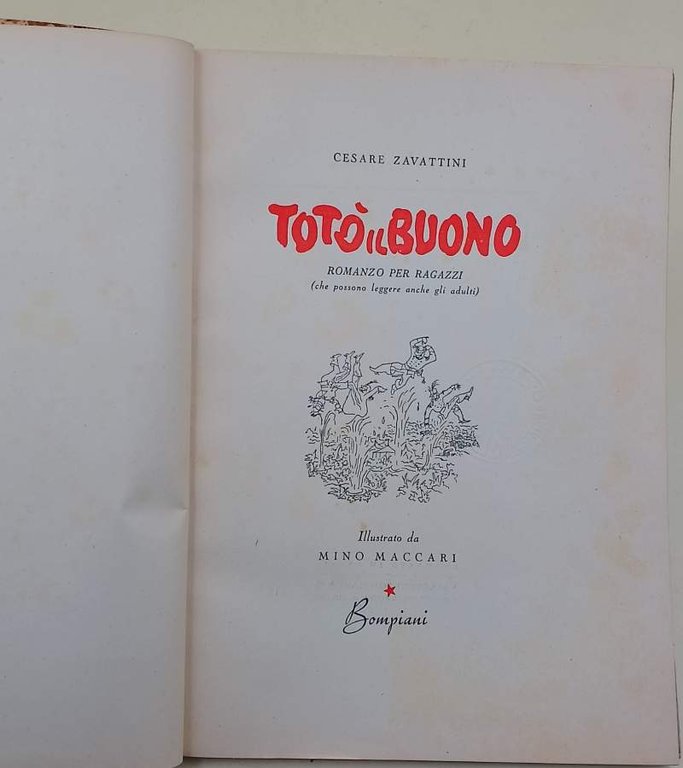 CESARE ZAVATTINI
TOTÒ IL BUONO
ROMANZO PER RAGAZZI
(che possono leggere anche gli adulti)
Illustrato da
MINO MACCARI
Bompiani